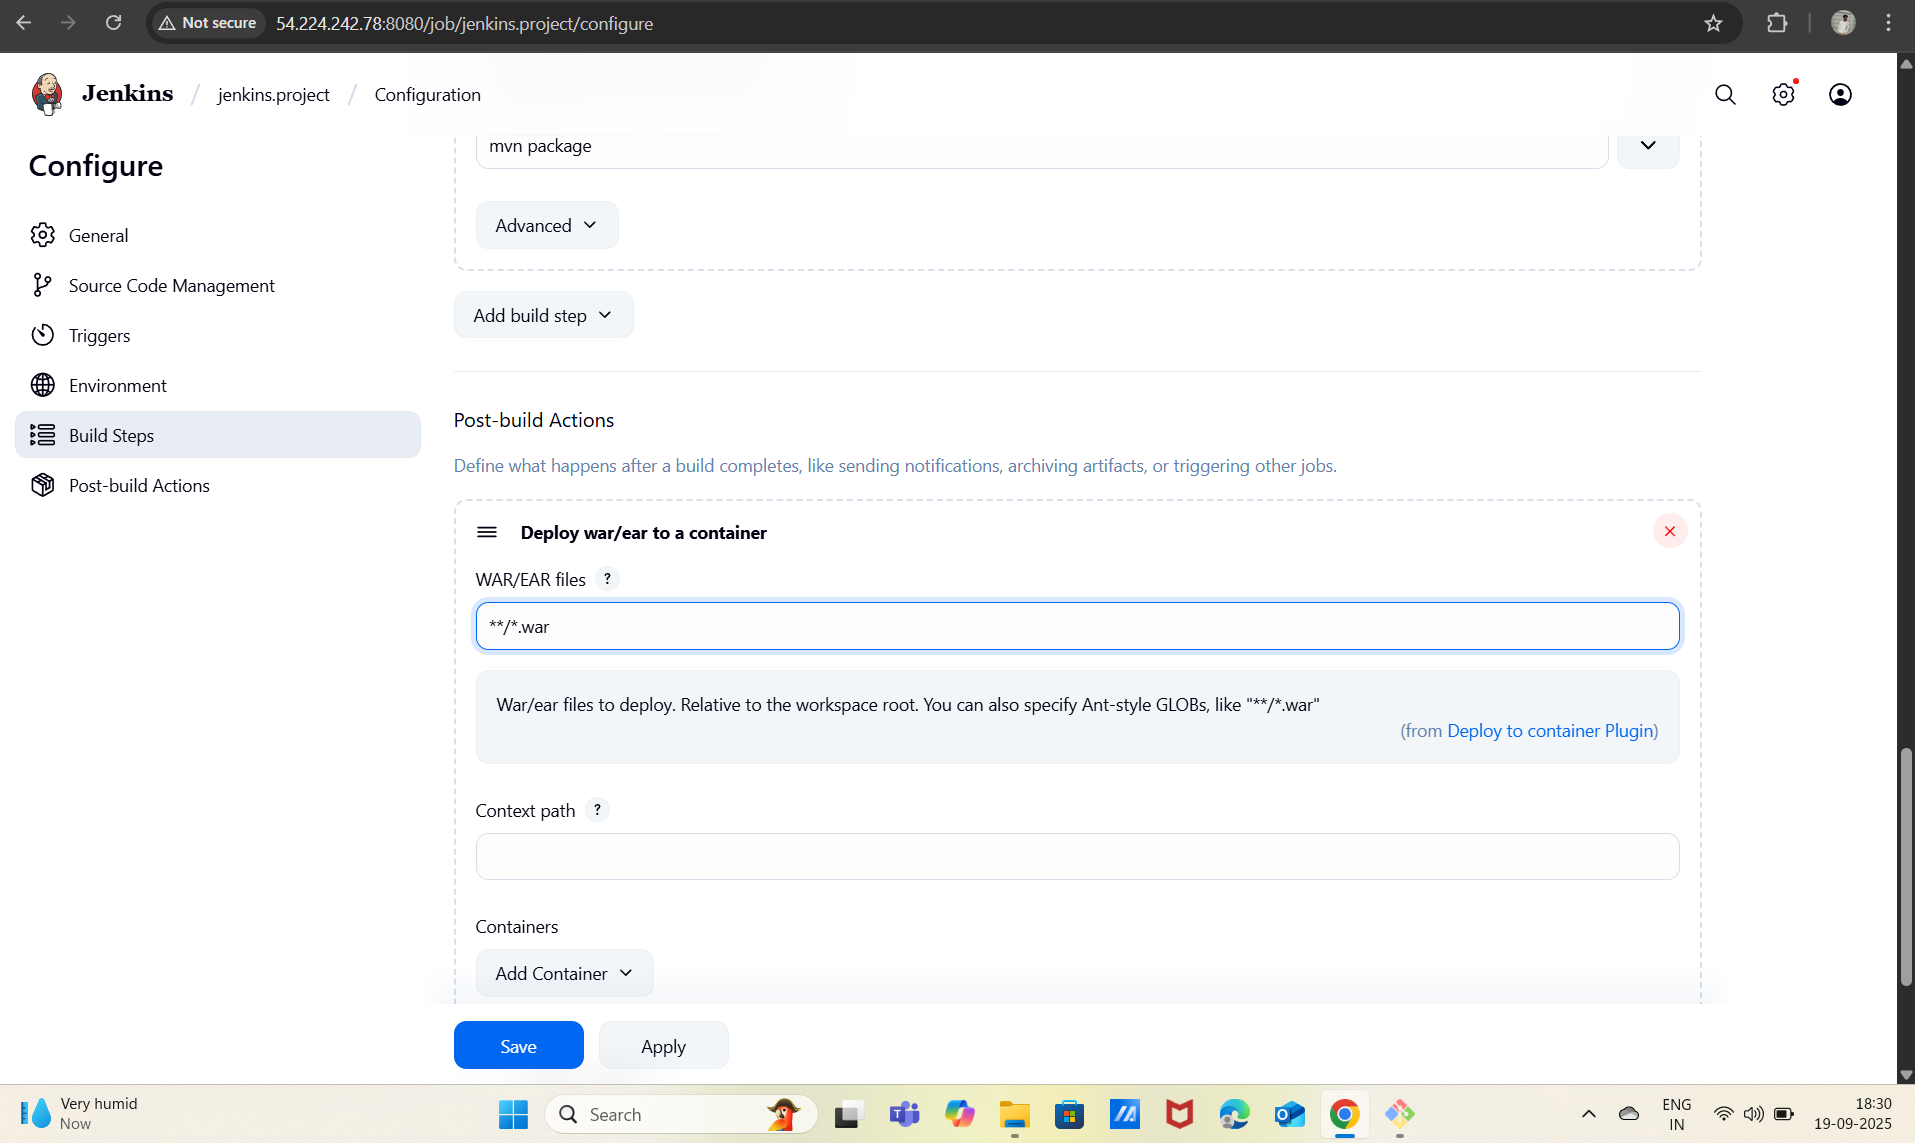 Not secure 54.224.242.78:8080/job/jenkins.project/configure
Jenkins / jenkins.project / Configuration
Configure
General
Source Code Management
Triggers
Environment
Build Steps
Post-build Actions
mvn package
Advanced
Add build step
Post-build Actions
Define what happens after a build completes, like sending notifications, archiving artifacts, or triggering other jobs.
Deploy war/ear to a container
WAR/EAR files ?
**/*.war
War/ear files to deploy. Relative to the workspace root. You can also specify Ant-style GLOBs, like "**/*.war"
(from Deploy to container Plugin)
Context path ?
Containers
Add Container
Save Apply
Very humid
Now
Search
ENG
IN
18:30
19-09-2025